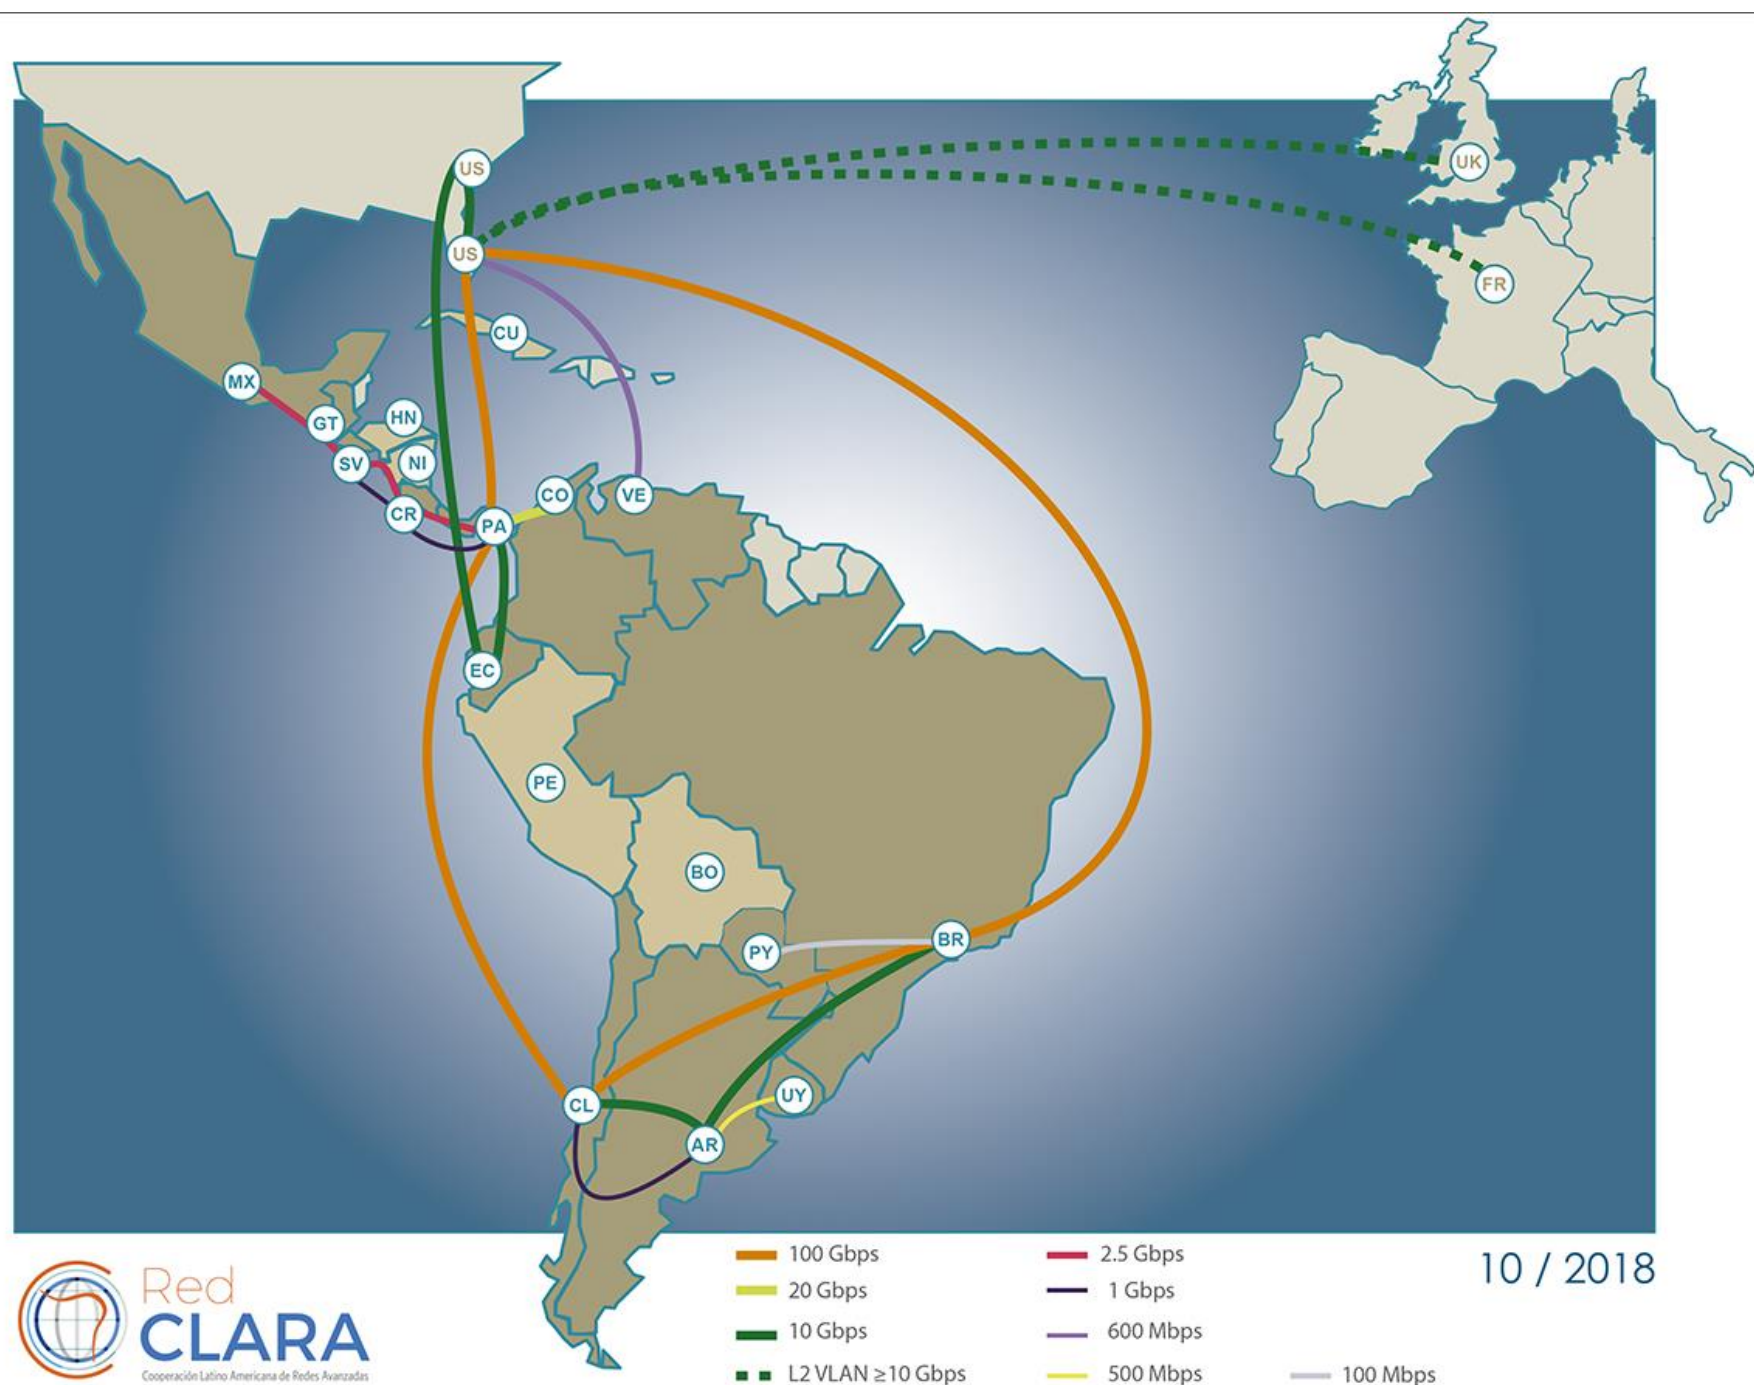 US
UK
US
FR
CU
MX
HN
GT
SV
NI
CO
VE
CR
PA
EC
PE
BO
PY
BR
CL
UY
AR
100 Gbps
20 Gbps
10 Gbps
L2 VLAN ≥10 Gbps
2.5 Gbps
1 Gbps
600 Mbps
500 Mbps
100 Mbps
10 / 2018
Red
CLARA
Cooperación Latino Americana de Redes Avanzadas